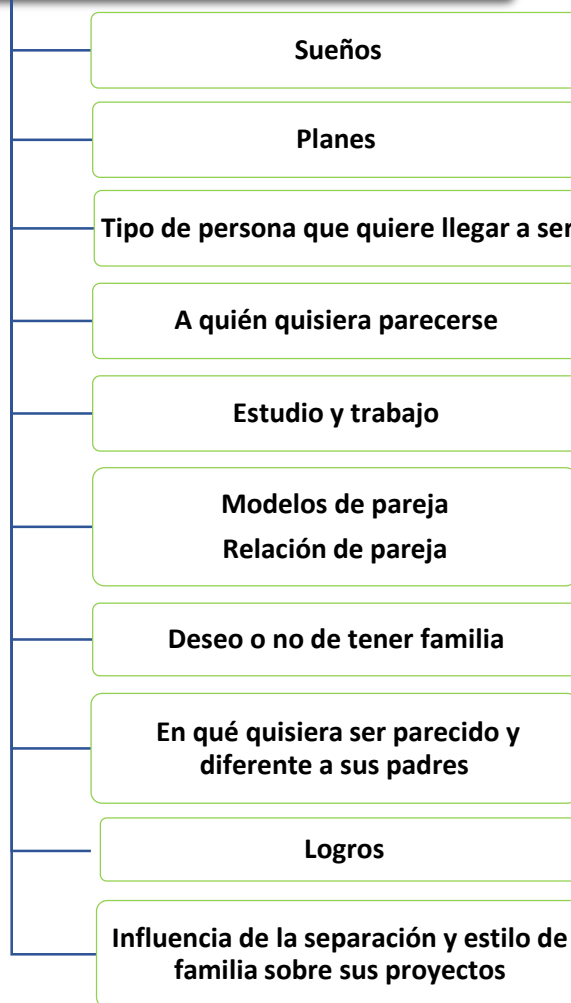 Sueños
Planes
Tipo de persona que quiere llegar a ser
A quién quisiera parecerse
Estudio y trabajo
Modelos de pareja
Relación de pareja
Deseo o no de tener familia
En qué quisiera ser parecido y
diferente a sus padres
Logros
Influencia de la separación y estilo de
familia sobre sus proyectos